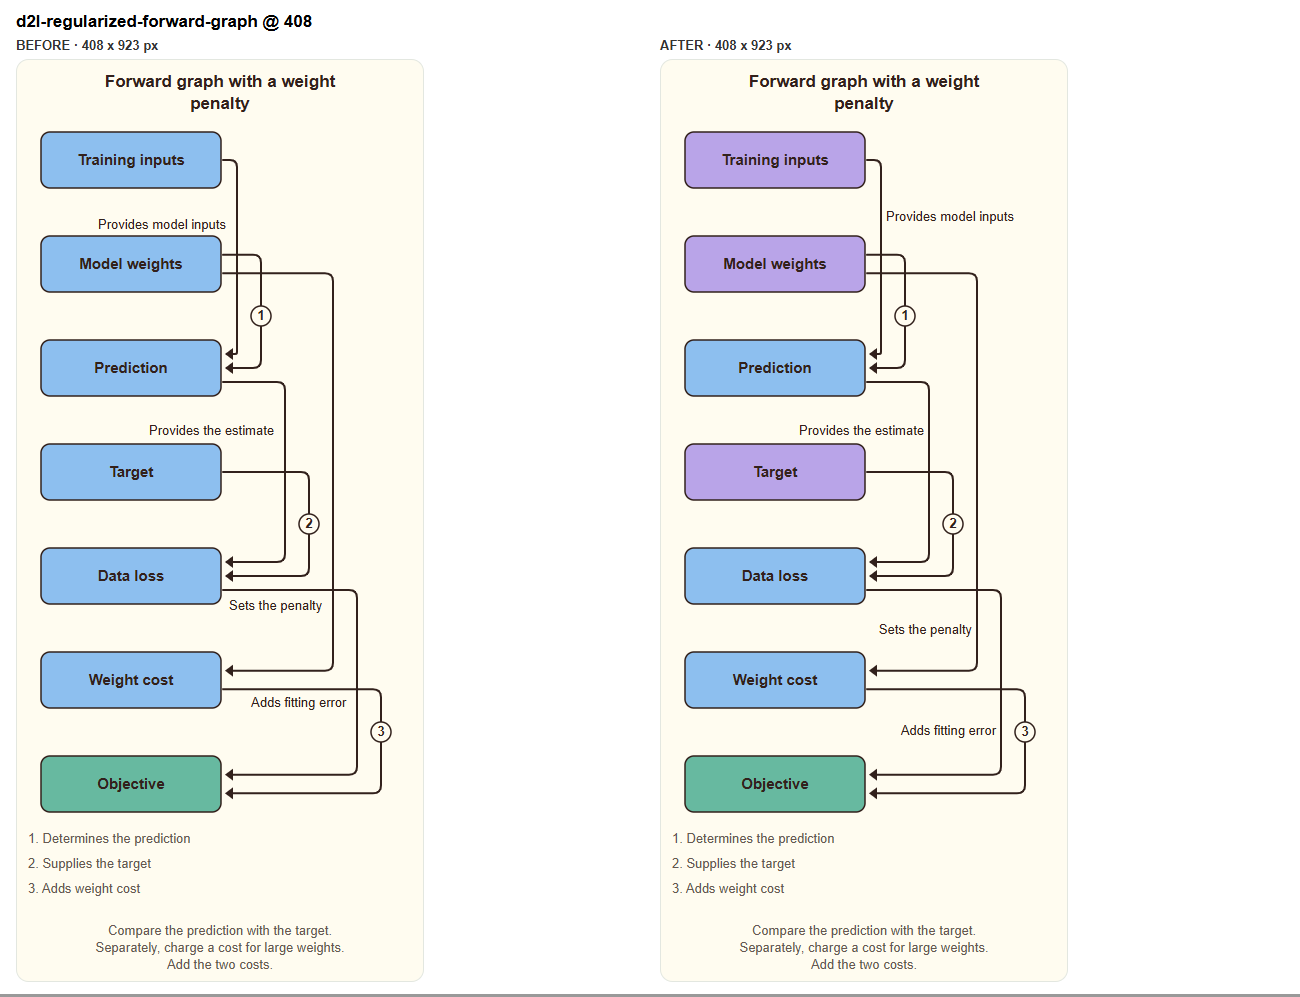 d2l-regularized-forward-graph @ 408
BEFORE · 408 x 923 px
Forward graph with a weight
penalty
Training inputs
Provides model inputs
Model weights
1
Prediction
Provides the estimate
Target
2
Data loss
Sets the penalty
Weight cost
Adds fitting error
3
Objective
1. Determines the prediction
2. Supplies the target
3. Adds weight cost
Compare the prediction with the target.
Separately, charge a cost for large weights.
Add the two costs.
AFTER · 408 x 923 px
Forward graph with a weight
penalty
Training inputs
Provides model inputs
Model weights
1
Prediction
Provides the estimate
Target
2
Data loss
Sets the penalty
Weight cost
Adds fitting error
3
Objective
1. Determines the prediction
2. Supplies the target
3. Adds weight cost
Compare the prediction with the target.
Separately, charge a cost for large weights.
Add the two costs.